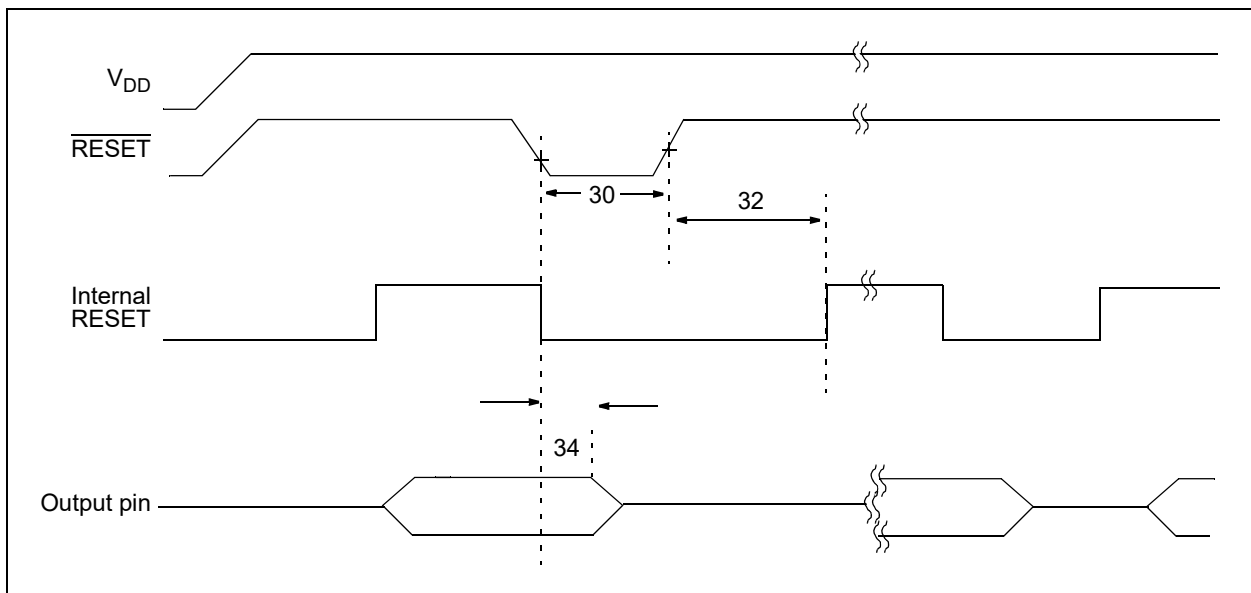 VDD
RESET
30
32
Internal
RESET
34
Output pin